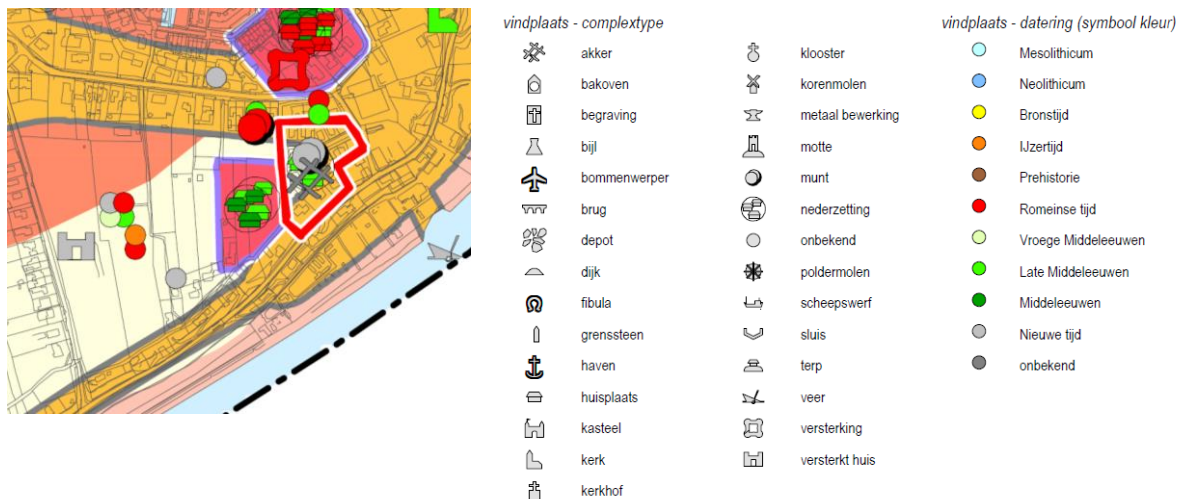 vindplaats - complextype
akker
bakoven
begraving
bijl
bommenwerper
brug
depot
dijk
fibula
grenssteen
haven
huisplaats
kasteel
kerk
kerkhof
klooster
korenmolen
metaal bewerking
motte
munt
nederzetting
onbekend
poldermolen
scheepswerf
sluis
terp
veer
versterking
versterkt huis
vindplaats - datering (symbool kleur)
Mesolithicum
Neolithicum
Bronstijd
IJzertijd
Prehistorie
Romeinse tijd
Vroege Middeleeuwen
Late Middeleeuwen
Middeleeuwen
Nieuwe tijd
onbekend